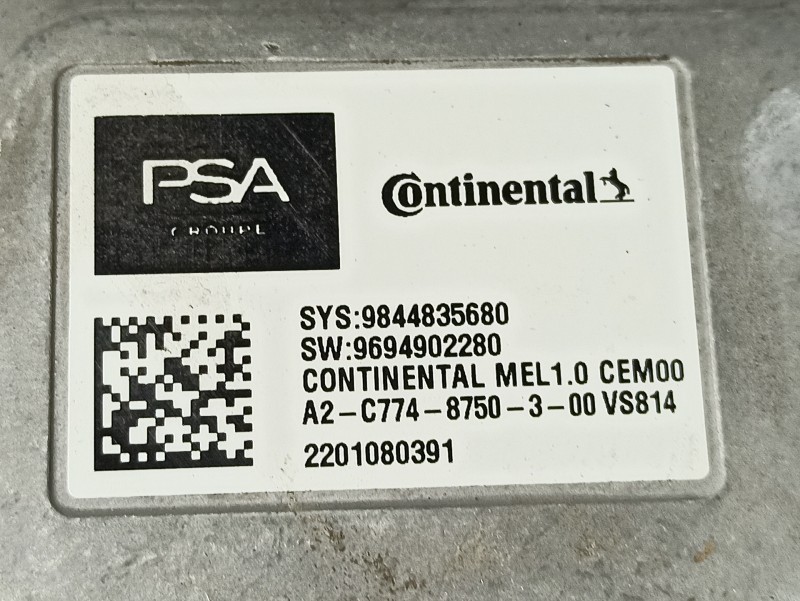 PSA
GROUPE
Continental
SYS:9844835680
SW:9694902280
CONTINENTAL MEL1.0 CEM00
A2-C774-8750-3-00 VS814
2201080391